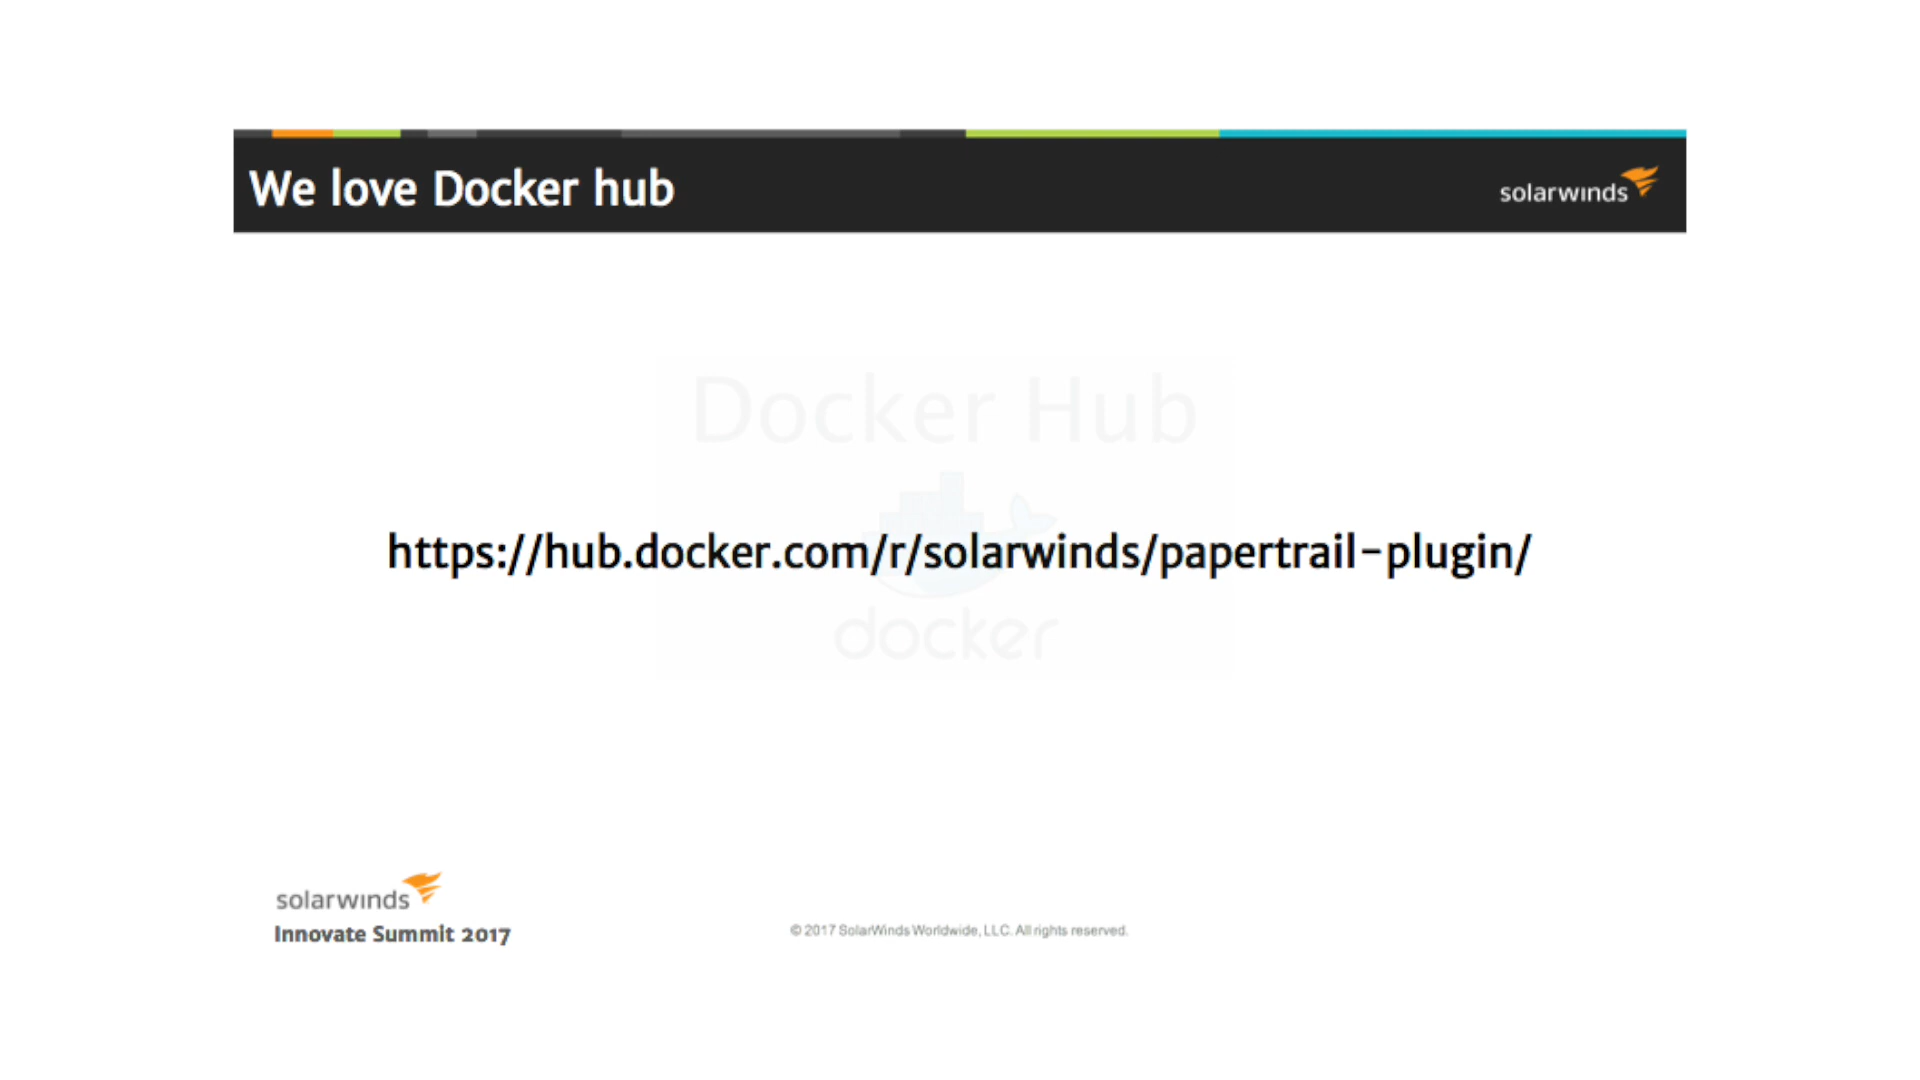 We love Docker hub
solarwinds
Docker Hub
https://hub.docker.com/r/solarwinds/papertrail-plugin/
docker
solarwinds
Innovate Summit 2017
© 2017 SolarWinds Worldwide, LLC. All rights reserved.